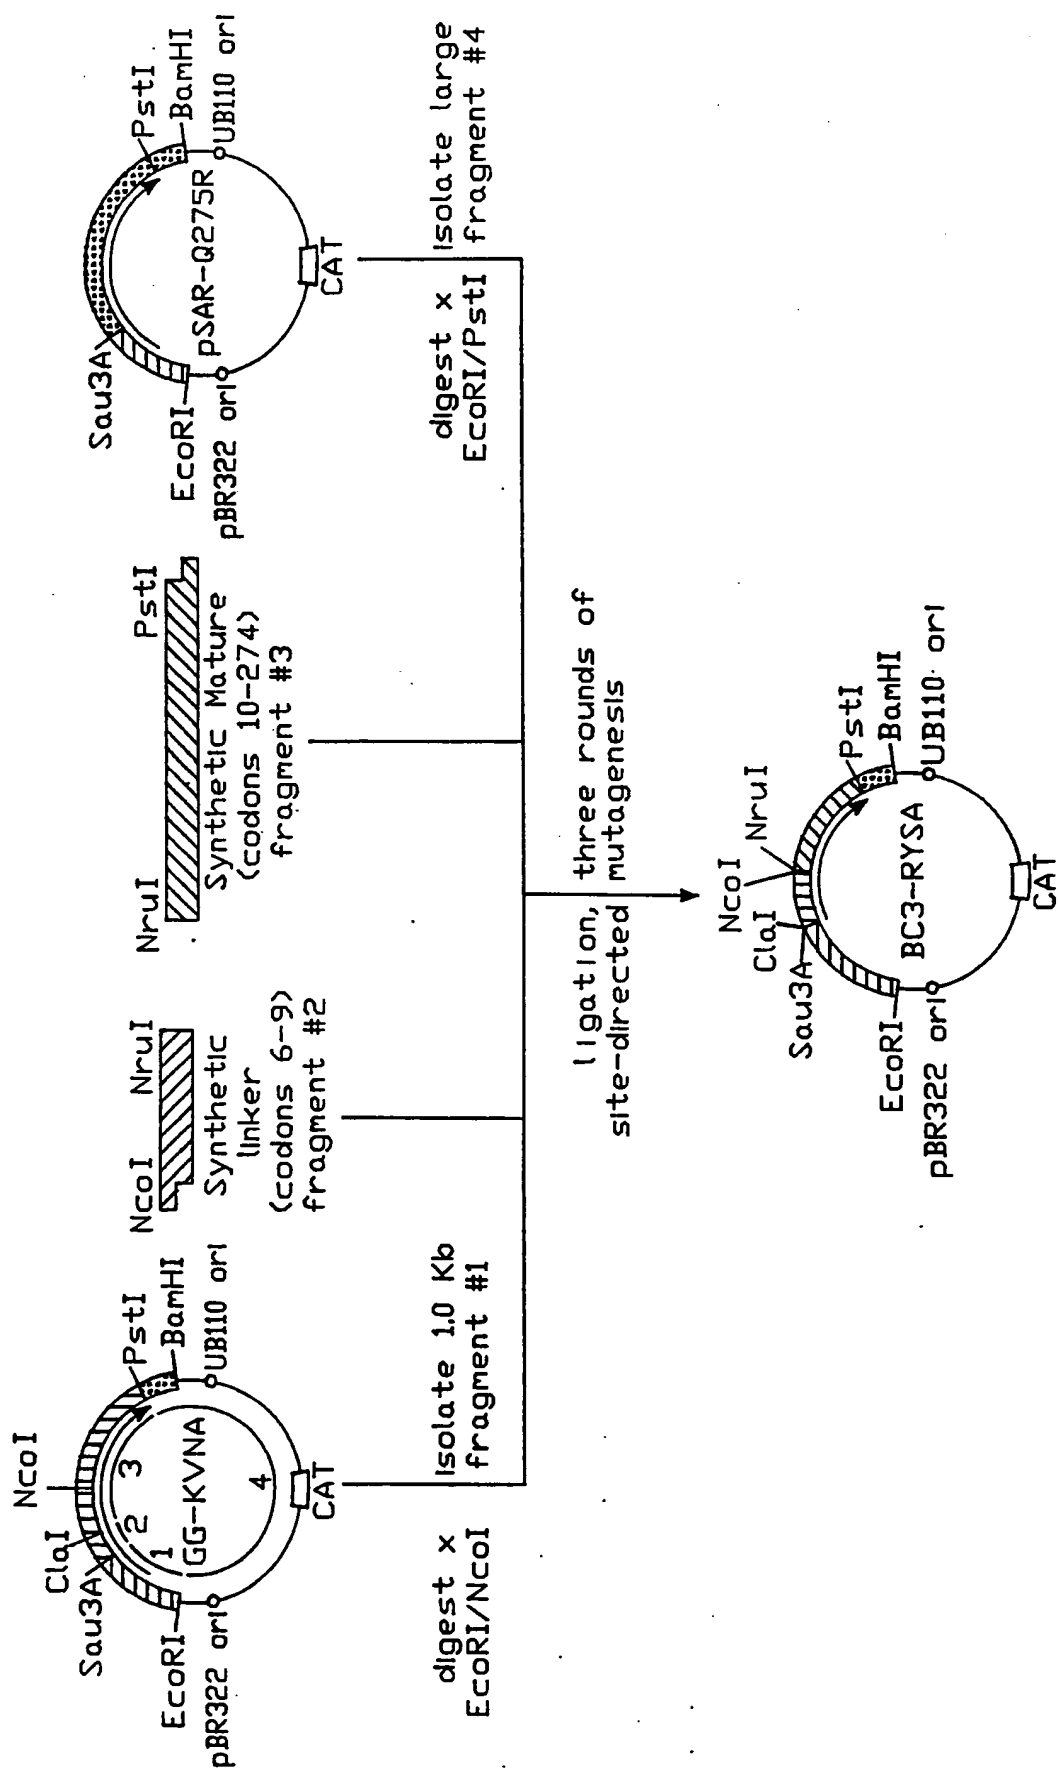 NcoI
ClaI
Sau3A
PstI
BamHI
EcoRI
UB110 ori
pBR322 ori
1
2
3
4
GG-KVNA
CAT
digest x
EcoRI/NcoI
isolate 1.0 Kb
fragment #1
NcoI
NruI
Synthetic
linker
(codons 6-9)
fragment #2
NruI
PstI
Synthetic Mature
(codons 10-274)
fragment #3
Sau3A
PstI
BamHI
EcoRI
UB110 ori
pBR322 ori
pSAR-Q275R
CAT
digest x
EcoRI/PstI
isolate large
fragment #4
ligation, three rounds of
site-directed mutagenesis
NcoI
ClaI
NruI
Sau3A
PstI
BamHI
EcoRI
UB110 ori
pBR322 ori
BC3-RYSA
CAT